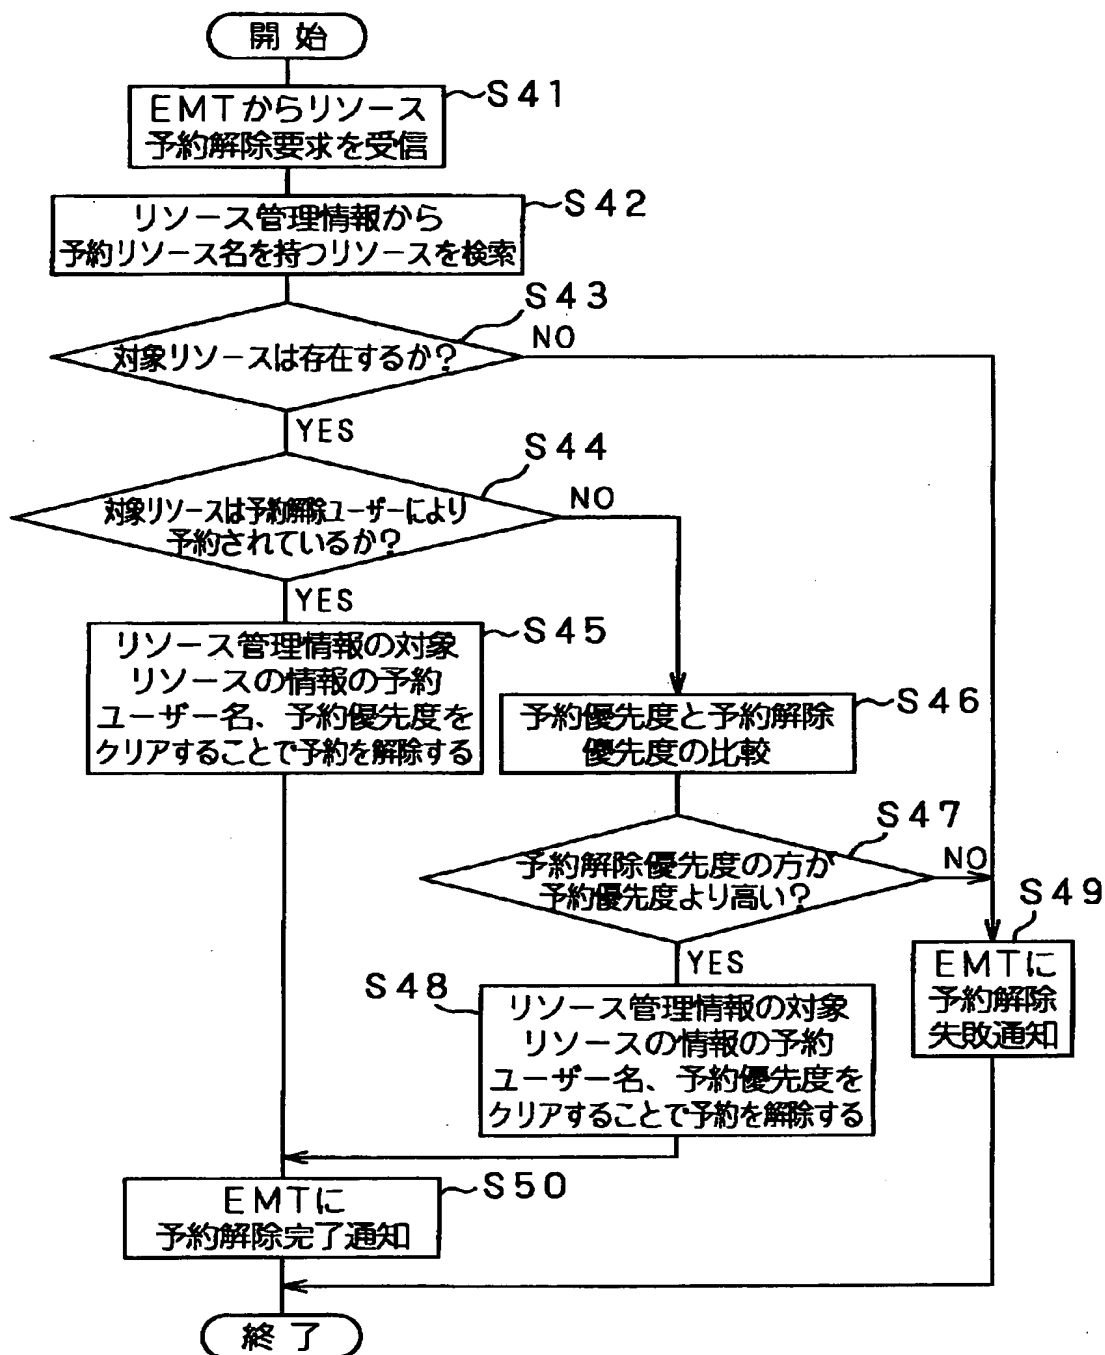 開始
EMTからリソース
予約解除要求を受信
S41
リソース管理情報から
予約リソース名を持つリソースを検索
S42
対象リソースは存在するか?
S43
NO
YES
対象リソースは予約解除ユーザーにより
予約されているか?
S44
NO
YES
リソース管理情報の対象
リソースの情報の予約
ユーザー名、予約優先度を
クリアすることで予約を解除する
S45
予約優先度と予約解除
優先度の比較
S46
予約解除優先度の方が
予約優先度より高い?
S47
NO
YES
リソース管理情報の対象
リソースの情報の予約
ユーザー名、予約優先度を
クリアすることで予約を解除する
S48
EMTに
予約解除
失敗通知
S49
EMTに
予約解除完了通知
S50
終了